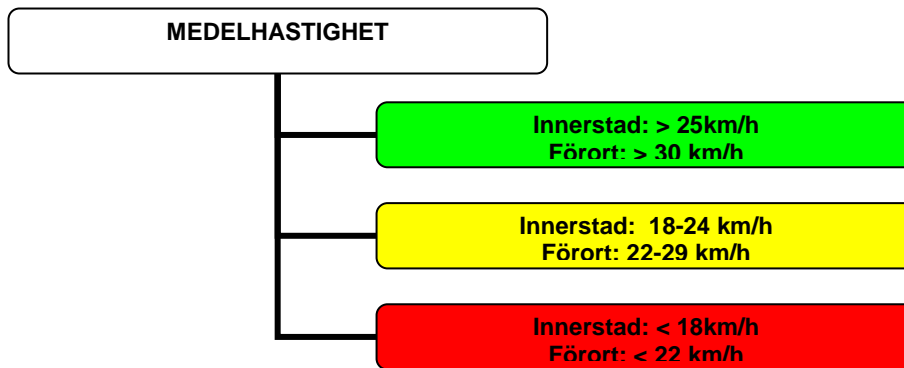 MEDELHASTIGHET
Innerstad: > 25km/h
Förort: > 30 km/h
Innerstad: 18-24 km/h
Förort: 22-29 km/h
Innerstad: < 18km/h
Förort: < 22 km/h